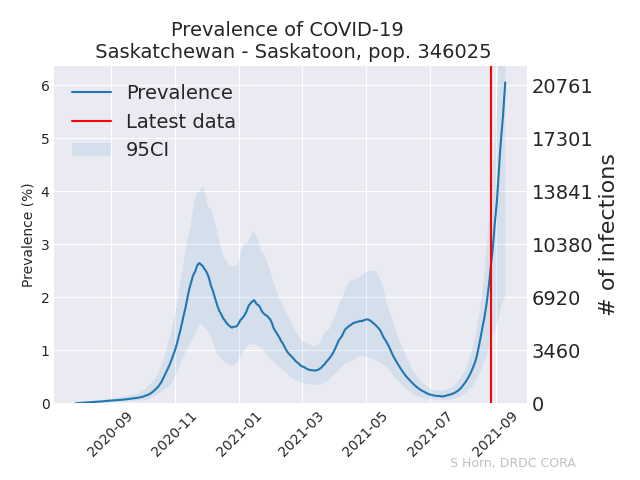 Prevalence of COVID-19
Saskatchewan - Saskatoon, pop. 346025
Prevalence
Latest data
95CI
Prevalence (%)
6
5
4
3
2
1
0
20761
17301
13841
10380
6920
3460
0
# of infections
2020-09
2020-11
2021-01
2021-03
2021-05
2021-07
2021-09
S Horn, DRDC CORA